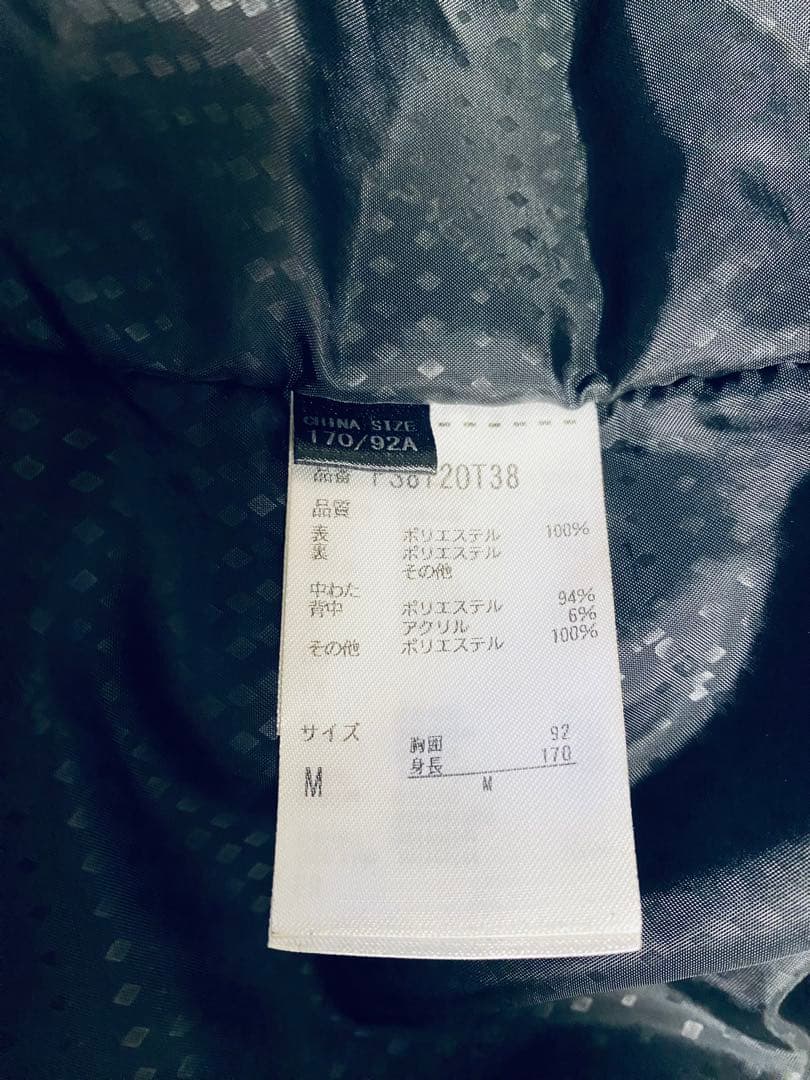 CHINA SIZE
170/92A
品番
品質
表 ポリエステル 100%
裏 ポリエステル
その他
中わた
背中 ポリエステル 94%
アクリル 6%
その他 ポリエステル 100%
サイズ 胸囲 92
身長 170
M M